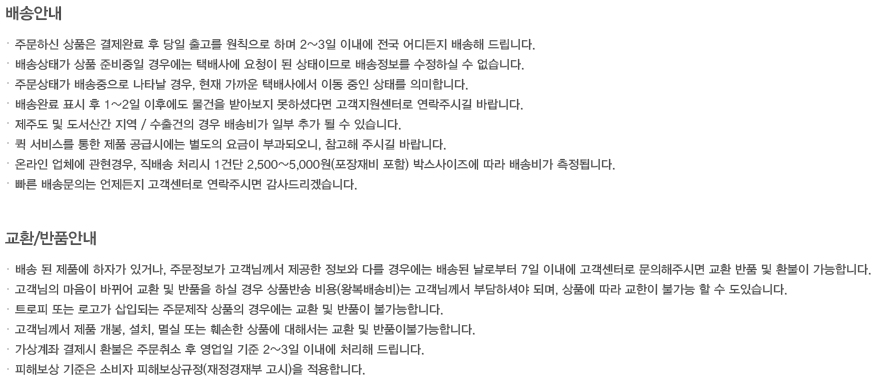 배송안내
· 주문하신 상품은 결제완료 후 당일 출고를 원칙으로 하며 2~3일 이내에 전국 어디든지 배송해 드립니다.
· 배송상태가 상품 준비중일 경우에는 택배사에 요청이 된 상태이므로 배송정보를 수정하실 수 없습니다.
· 주문상태가 배송중으로 나타날 경우, 현재 가까운 택배사에서 이동 중인 상태를 의미합니다.
· 배송완료 표시 후 1~2일 이후에도 물건을 받아보지 못하셨다면 고객지원센터로 연락주시길 바랍니다.
· 제주도 및 도서산간 지역 / 수출건의 경우 배송비가 일부 추가 될 수 있습니다.
· 퀵 서비스를 통한 제품 공급시에는 별도의 요금이 부과되오니, 참고해 주시길 바랍니다.
· 온라인 업체에 관현경우, 직배송 처리시 1건단 2,500~5,000원(포장재비 포함) 박스사이즈에 따라 배송비가 측정됩니다.
· 빠른 배송문의는 언제든지 고객센터로 연락주시면 감사드리겠습니다.
교환/반품안내
· 배송 된 제품에 하자가 있거나, 주문정보가 고객님께서 제공한 정보와 다를 경우에는 배송된 날로부터 7일 이내에 고객센터로 문의해주시면 교환 반품 및 환불이 가능합니다.
· 고객님의 마음이 바뀌어 교환 및 반품을 하실 경우 상품반송 비용(왕복배송비)는 고객님께서 부담하셔야 되며, 상품에 따라 교한이 불가능 할 수 도있습니다.
· 트로피 또는 로고가 삽입되는 주문제작 상품의 경우에는 교환 및 반품이 불가능합니다.
· 고객님께서 제품 개봉, 설치, 멸실 또는 훼손한 상품에 대해서는 교환 및 반품이불가능합니다.
· 가상계좌 결제시 환불은 주문취소 후 영업일 기준 2~3일 이내에 처리해 드립니다.
· 피해보상 기준은 소비자 피해보상규정(재정경재부 고시)을 적용합니다.